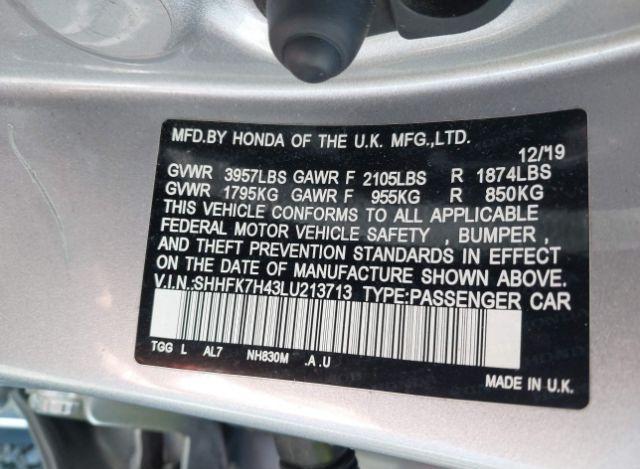 MFD.BY HONDA OF THE U.K. MFG.,LTD.
12/'19
GVWR 3957LBS GAWR F 2105LBS R 1874LBS
GVWR 1795KG GAWR F 955KG R 850KG
THIS VEHICLE CONFORMS TO ALL APPLICABLE
FEDERAL MOTOR VEHICLE SAFETY , BUMPER ,
AND THEFT PREVENTION STANDARDS IN EFFECT
ON THE DATE OF MANUFACTURE SHOWN ABOVE.
V.I.N.:SHHFK7H43LU213713 TYPE:PASSENGER CAR
TGG L AL7 NH830M .A .U
MADE IN U.K.